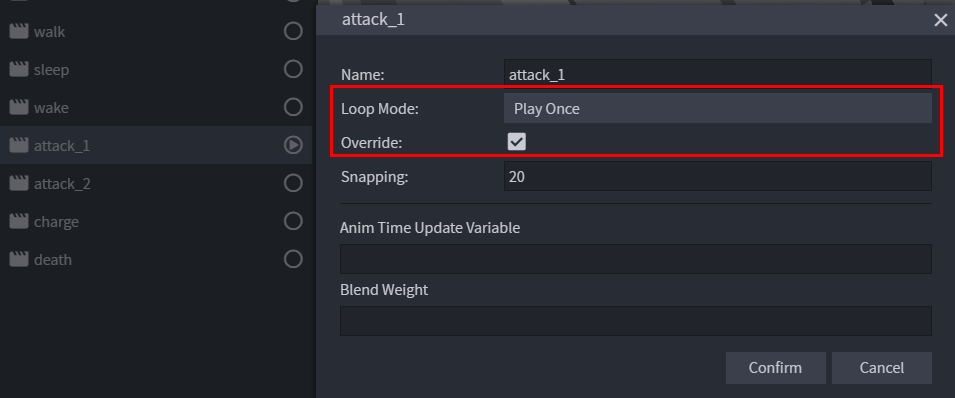 walk
sleep
wake
attack_1
attack_2
charge
death
attack_1
Name: attack_1
Loop Mode: Play Once
Override:
Snapping: 20
Anim Time Update Variable
Blend Weight
Confirm Cancel